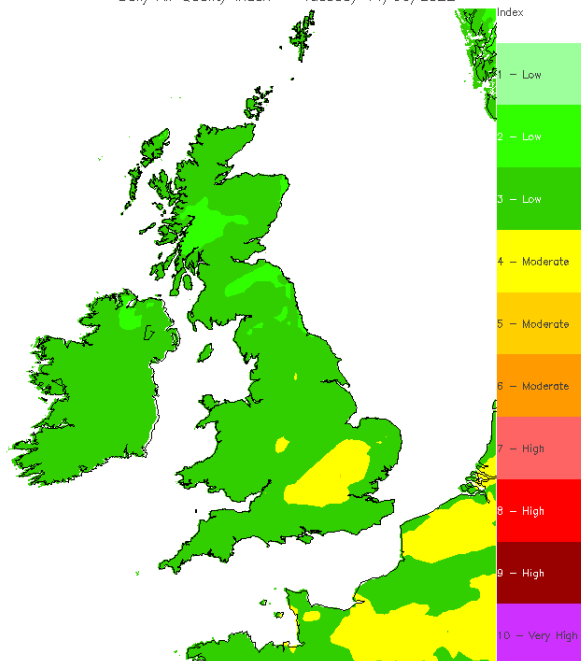 Index
1 - Low
2 - Low
3 - Low
4 - Moderate
5 - Moderate
6 - Moderate
7 - High
8 - High
9 - High
10 - Very High